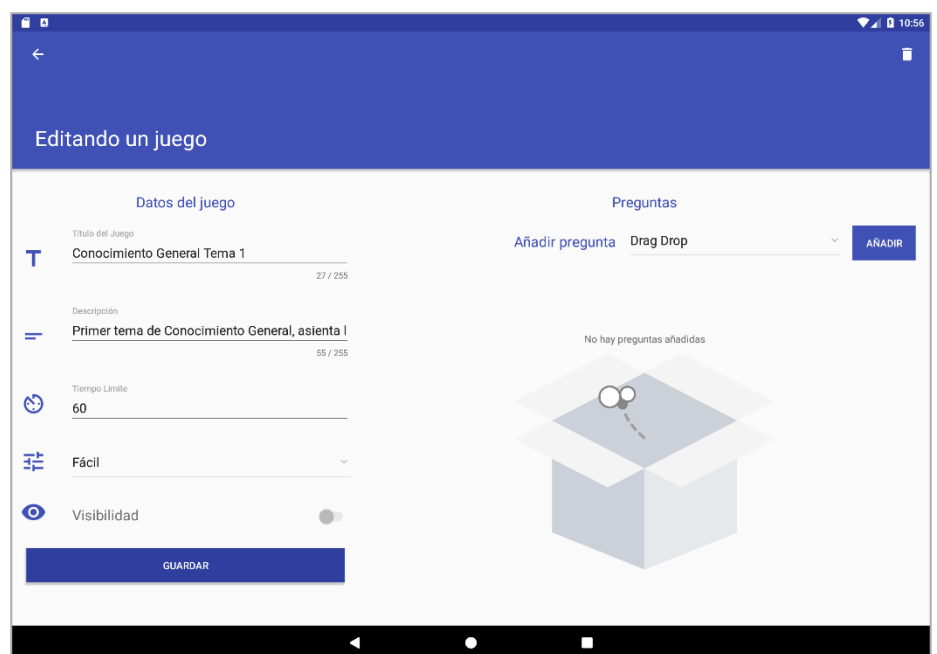 10:56
Editando un juego
Datos del juego
Título del Juego
Conocimiento General Tema 1
27 / 255
Descripción
Primer tema de Conocimiento General, asienta l
55 / 255
Tiempo Limite
60
Fácil
Visibilidad
GUARDAR
Preguntas
Añadir pregunta Drag Drop AÑADIR
No hay preguntas añadidas